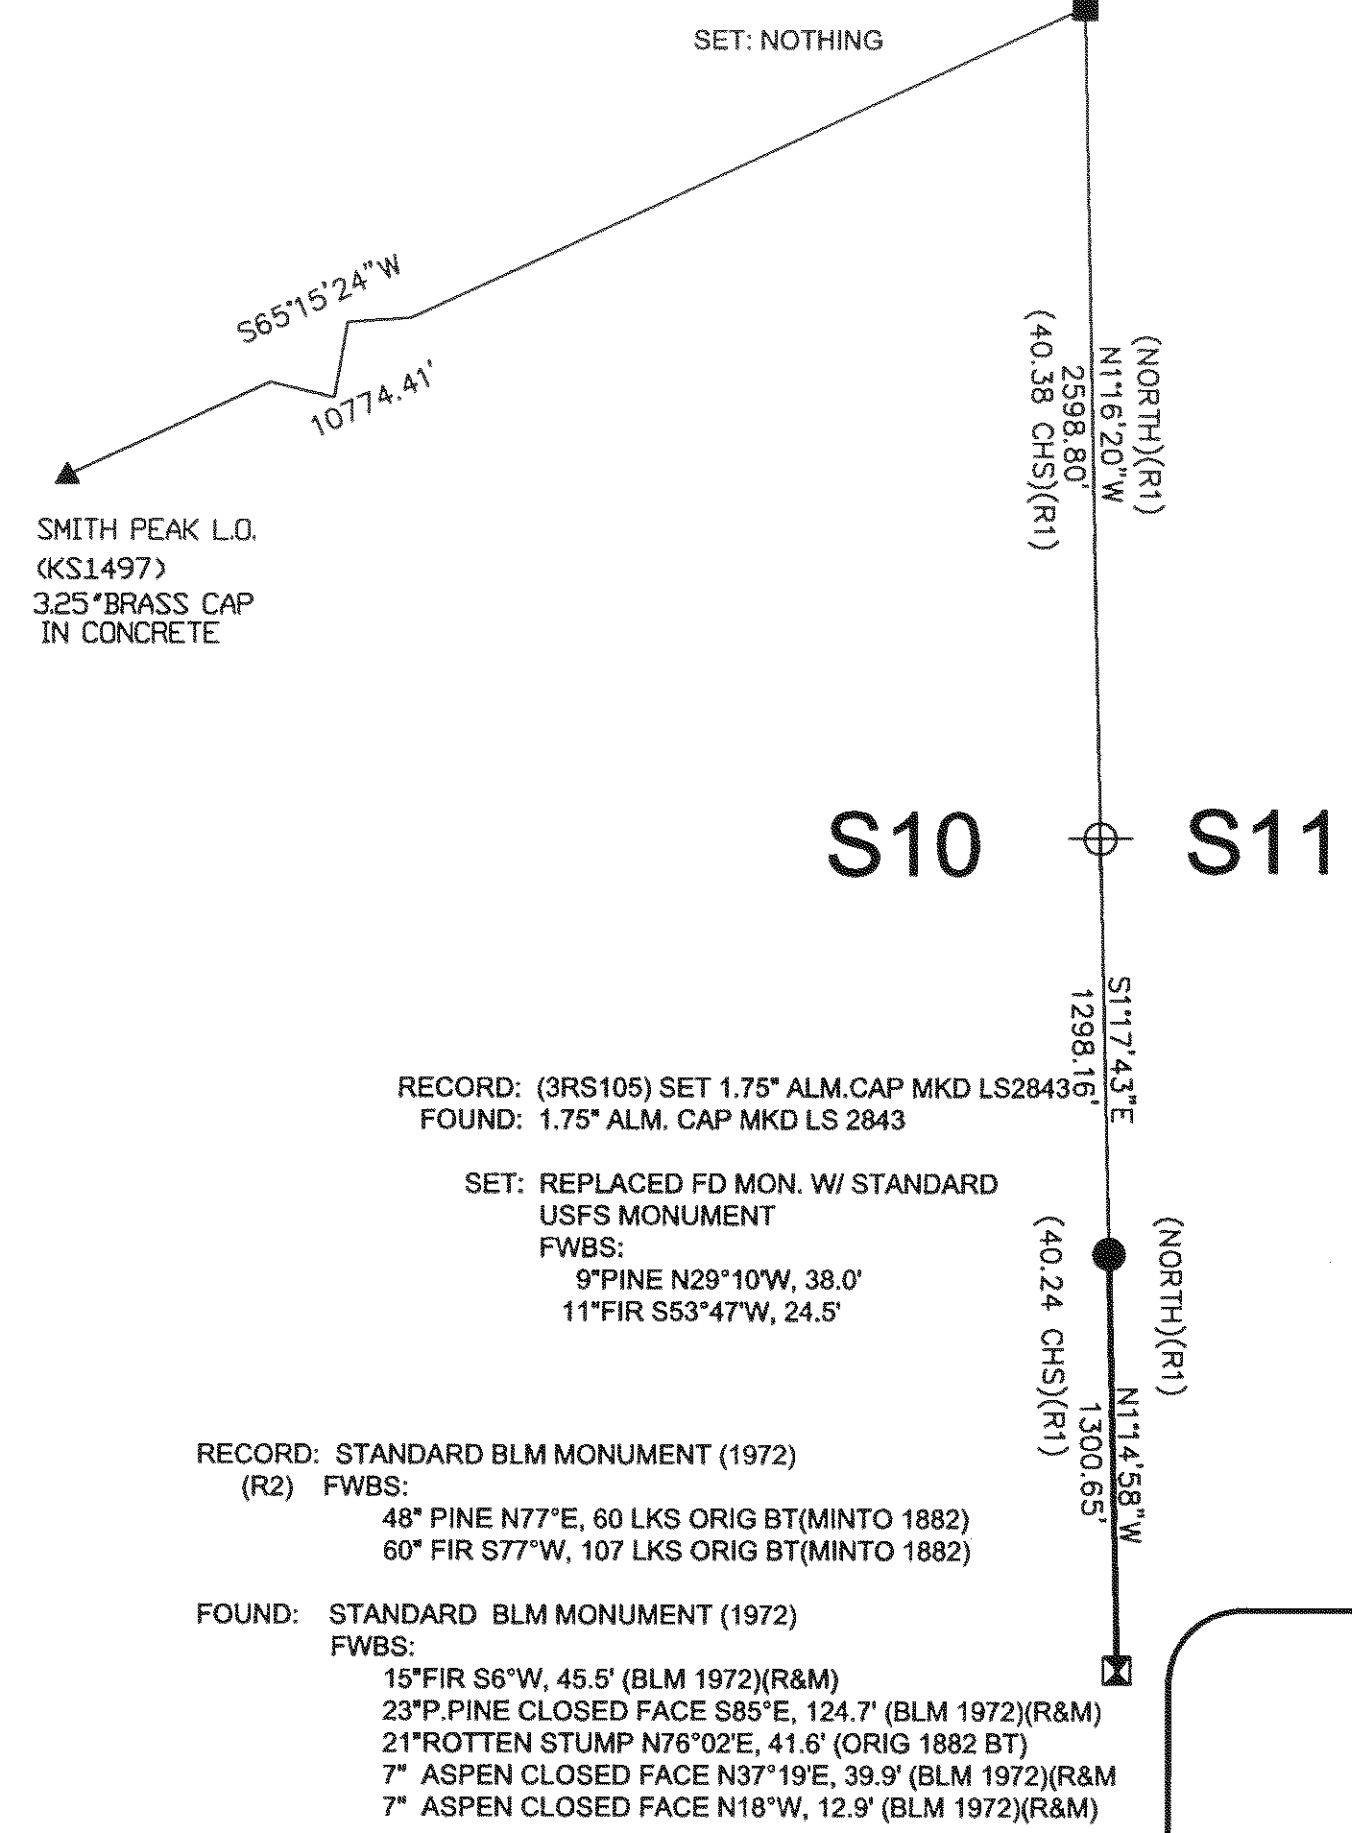 SET: NOTHING
S65°15'24"W
10774.41'
SMITH PEAK L.O.
(KS1497)
3.25"BRASS CAP
IN CONCRETE
(NORTH)(R1)
N1°16'20"W
2598.80'
(40.38 CHS)(R1)
S10
S11
S1°17'43"E
1298.16'
RECORD: (3RS105) SET 1.75" ALM.CAP MKD LS2843
FOUND: 1.75" ALM. CAP MKD LS 2843
SET: REPLACED FD MON. W/ STANDARD
USFS MONUMENT
FWBS:
9"PINE N29°10'W, 38.0'
11"FIR S53°47'W, 24.5'
(NORTH)(R1)
(40.24 CHS)(R1)
N1°14'58"W
1300.65'
RECORD: STANDARD BLM MONUMENT (1972)
(R2) FWBS:
48" PINE N77°E, 60 LKS ORIG BT(MINTO 1882)
60" FIR S77°W, 107 LKS ORIG BT(MINTO 1882)
FOUND: STANDARD BLM MONUMENT (1972)
FWBS:
15"FIR S6°W, 45.5' (BLM 1972)(R&M)
23"P.PINE CLOSED FACE S85°E, 124.7' (BLM 1972)(R&M)
21"ROTTEN STUMP N76°02'E, 41.6' (ORIG 1882 BT)
7" ASPEN CLOSED FACE N37°19'E, 39.9' (BLM 1972)(R&M
7" ASPEN CLOSED FACE N18°W, 12.9' (BLM 1972)(R&M)